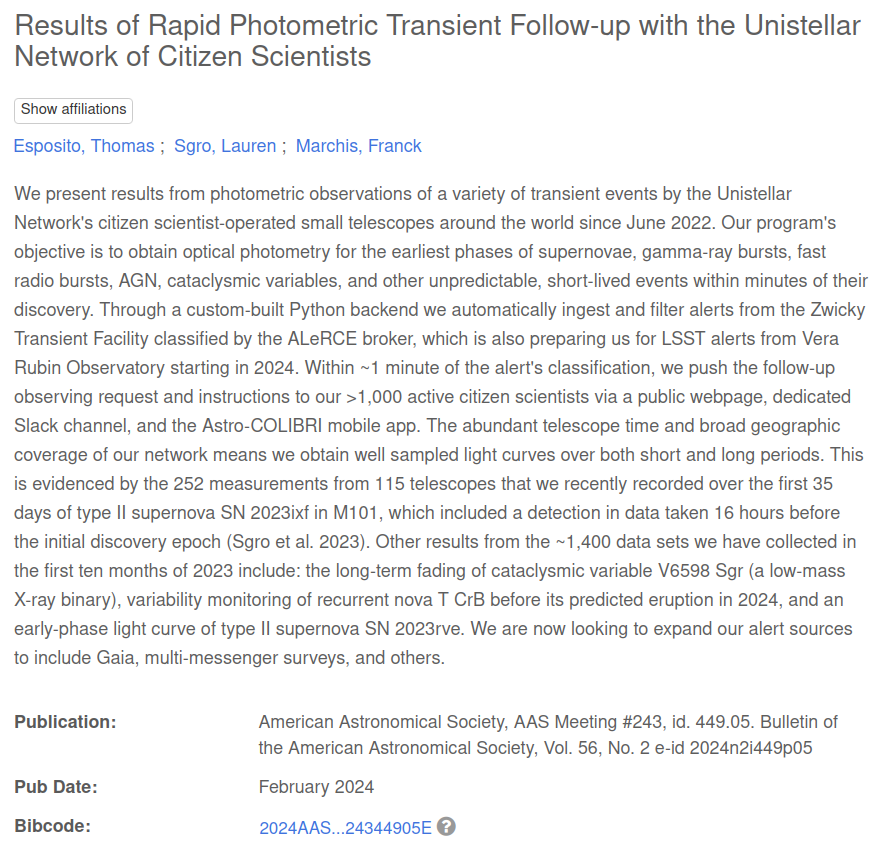 Results of Rapid Photometric Transient Follow-up with the Unistellar
Network of Citizen Scientists
Show affiliations
Esposito, Thomas ; Sgro, Lauren ; Marchis, Franck
We present results from photometric observations of a variety of transient events by the Unistellar
Network's citizen scientist-operated small telescopes around the world since June 2022. Our program's
objective is to obtain optical photometry for the earliest phases of supernovae, gamma-ray bursts, fast
radio bursts, AGN, cataclysmic variables, and other unpredictable, short-lived events within minutes of their
discovery. Through a custom-built Python backend we automatically ingest and filter alerts from the Zwicky
Transient Facility classified by the ALeRCE broker, which is also preparing us for LSST alerts from Vera
Rubin Observatory starting in 2024. Within ~1 minute of the alert's classification, we push the follow-up
observing request and instructions to our >1,000 active citizen scientists via a public webpage, dedicated
Slack channel, and the Astro-COLIBRI mobile app. The abundant telescope time and broad geographic
coverage of our network means we obtain well sampled light curves over both short and long periods. This
is evidenced by the 252 measurements from 115 telescopes that we recently recorded over the first 35
days of type II supernova SN 2023ixf in M101, which included a detection in data taken 16 hours before
the initial discovery epoch (Sgro et al. 2023). Other results from the ~1,400 data sets we have collected in
the first ten months of 2023 include: the long-term fading of cataclysmic variable V6598 Sgr (a low-mass
X-ray binary), variability monitoring of recurrent nova T CrB before its predicted eruption in 2024, and an
early-phase light curve of type II supernova SN 2023rve. We are now looking to expand our alert sources
to include Gaia, multi-messenger surveys, and others.
Publication: American Astronomical Society, AAS Meeting #243, id. 449.05. Bulletin of
the American Astronomical Society, Vol. 56, No. 2 e-id 2024n2i449p05
Pub Date: February 2024
Bibcode: 2024AAS...24344905E ?